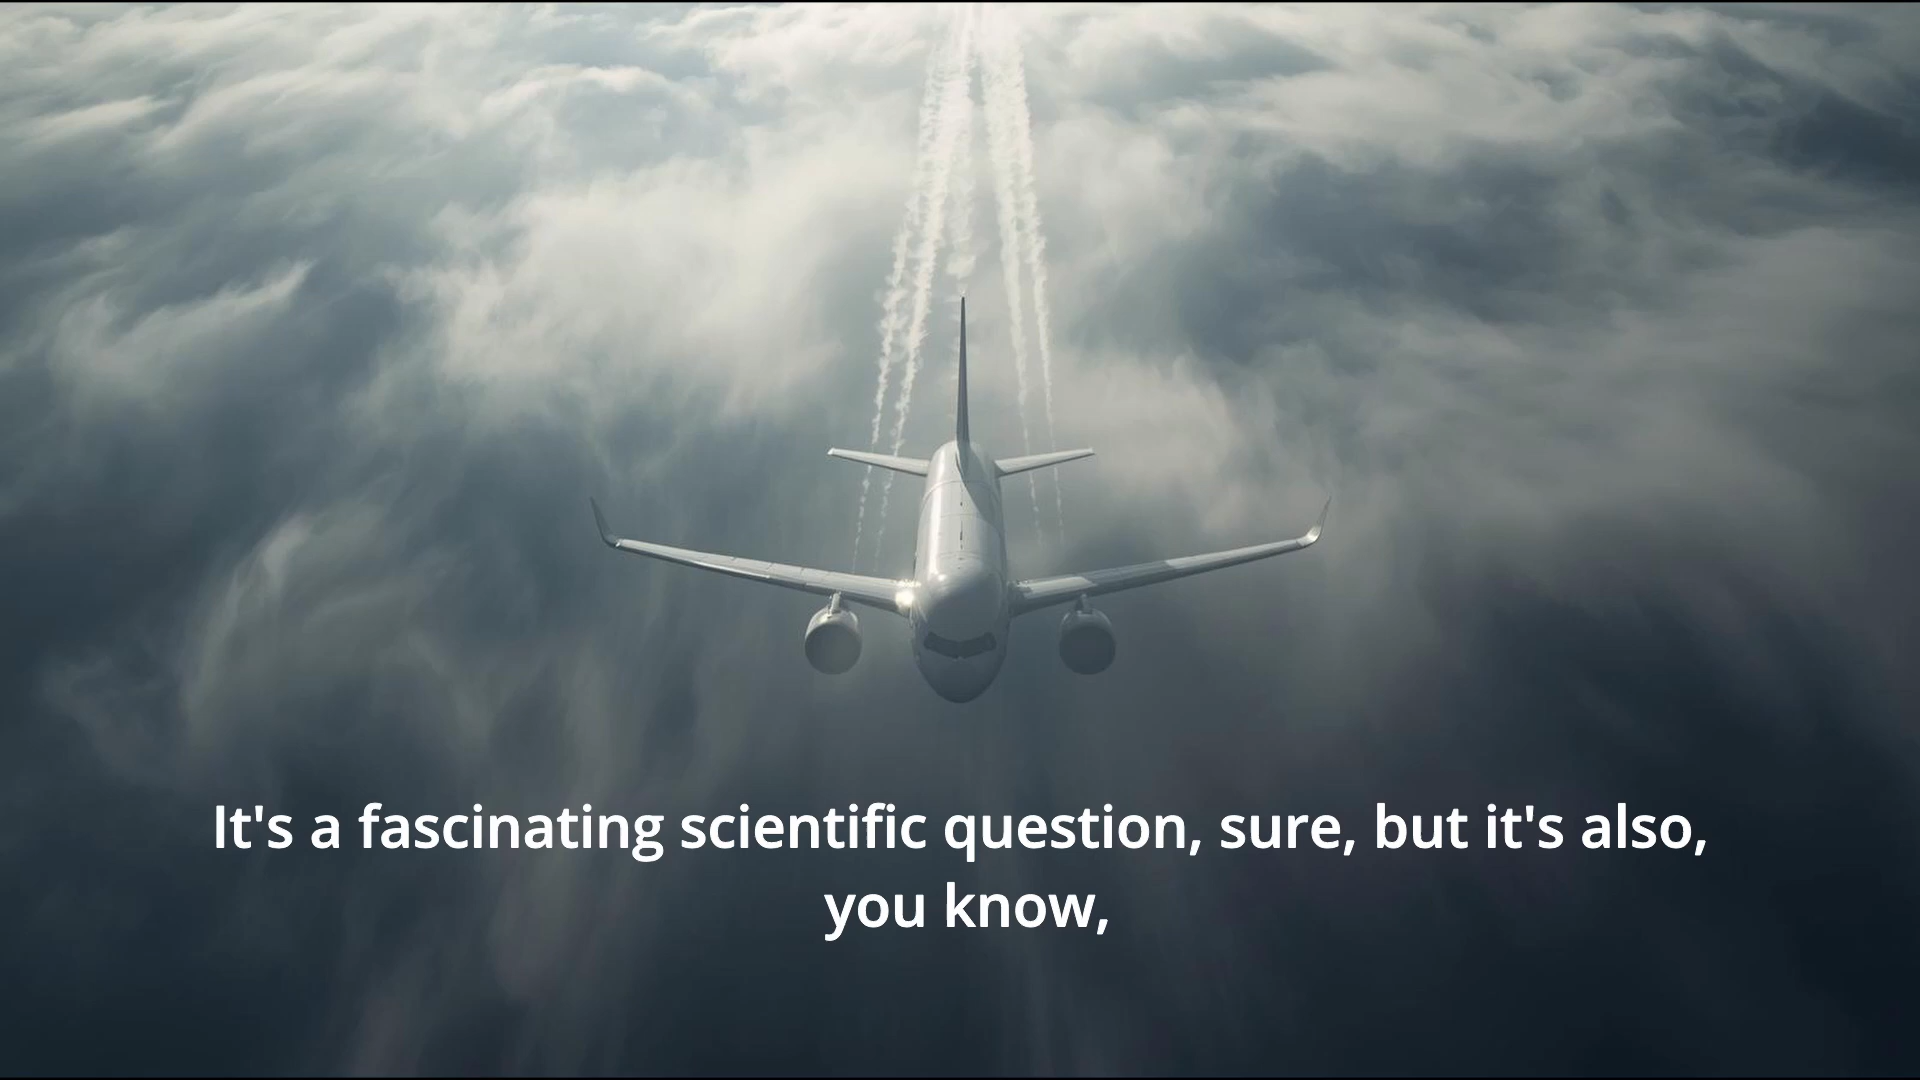 It's a fascinating scientific question, sure, but it's also,
you know,